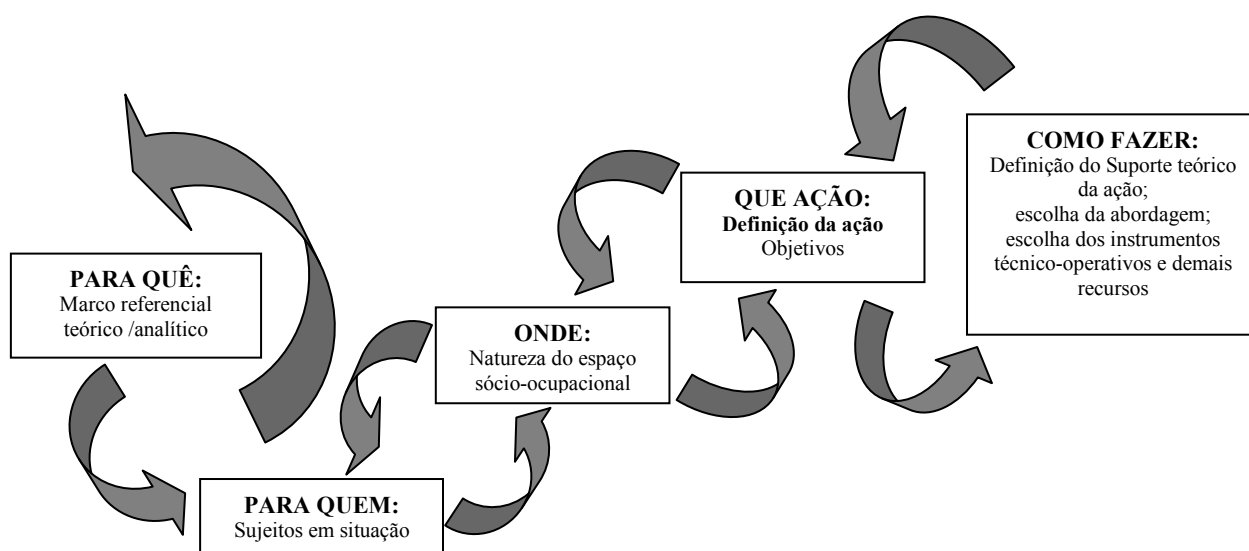 PARA QUÊ:
Marco referencial
teórico /analítico
PARA QUEM:
Sujeitos em situação
ONDE:
Natureza do espaço
sócio-ocupacional
QUE AÇÃO:
Definição da ação
Objetivos
COMO FAZER:
Definição do Suporte teórico
da ação;
escolha da abordagem;
escolha dos instrumentos
técnico-operativos e demais
recursos